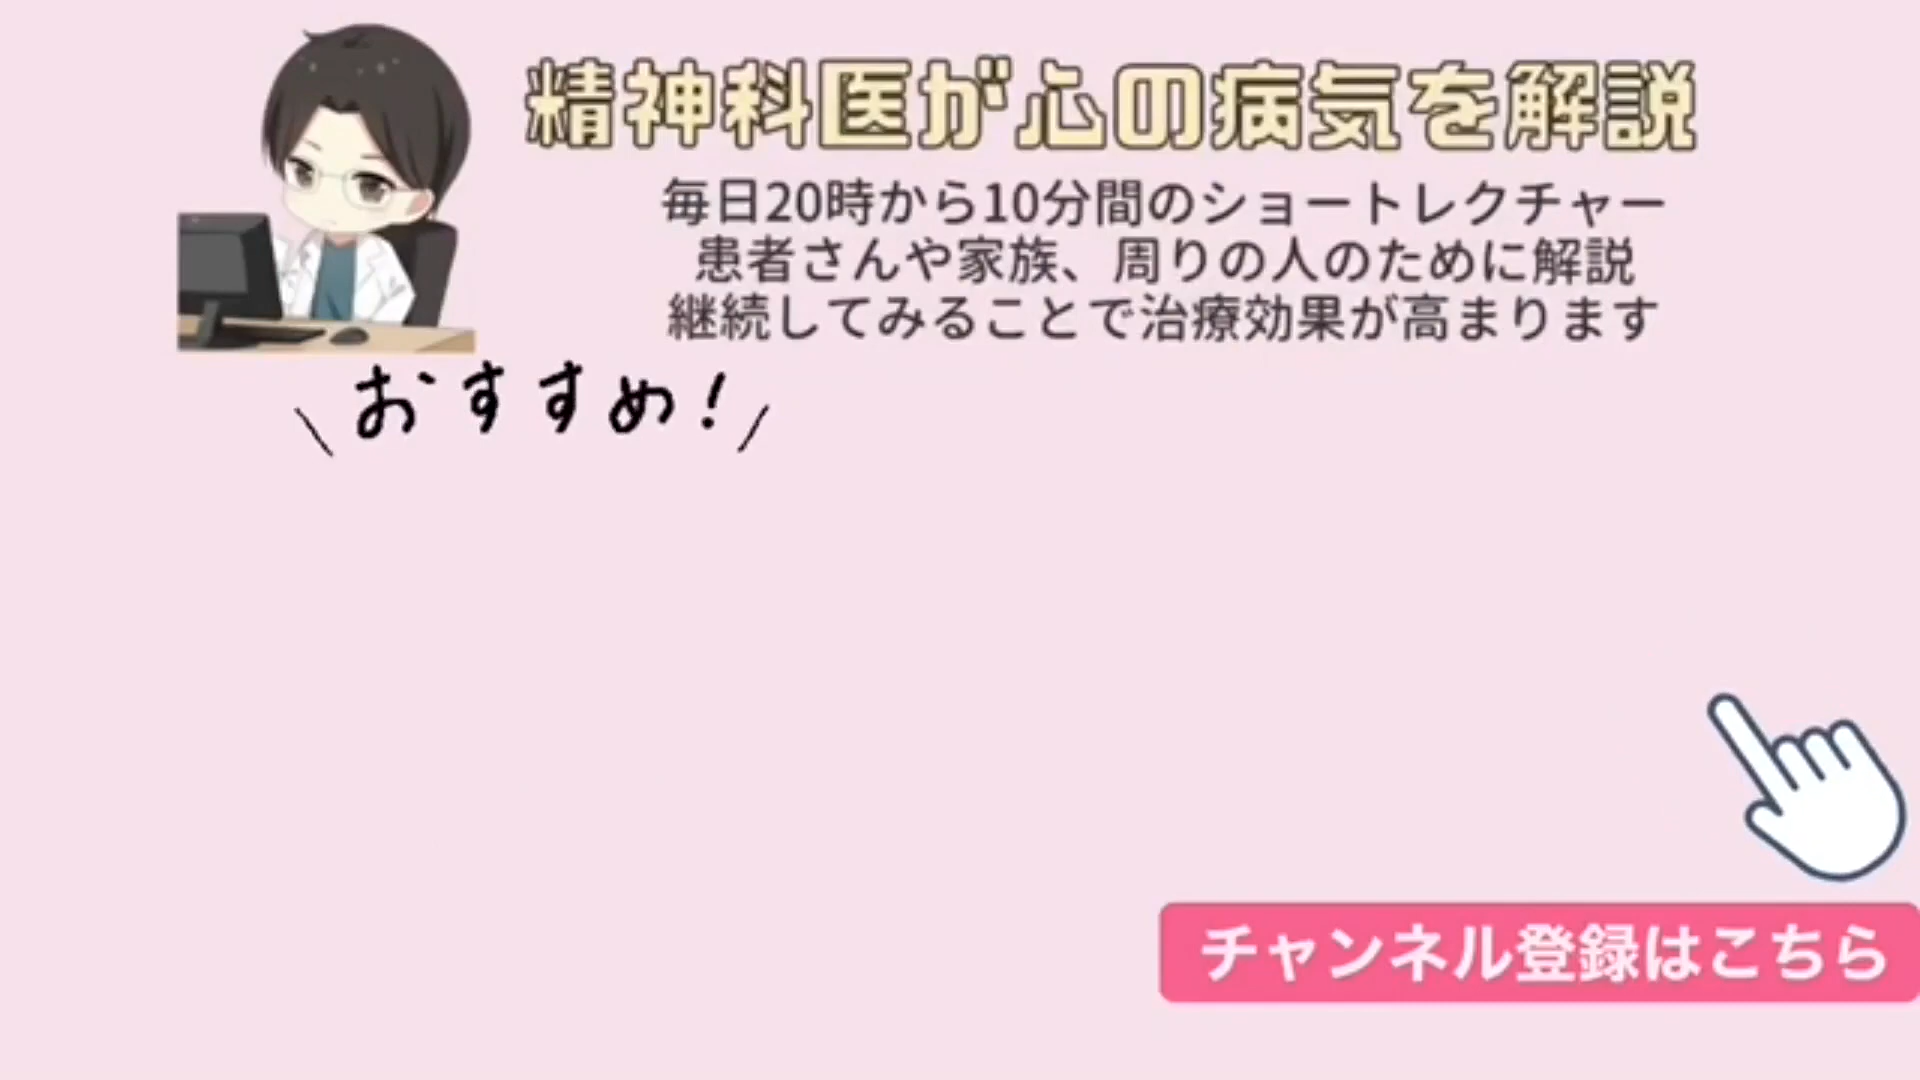 精神科医が心の病気を解説
毎日20時から10分間のショートレクチャー
患者さんや家族、周りの人のために解説
継続してみることで治療効果が高まります
おすすめ!
チャンネル登録はこちら